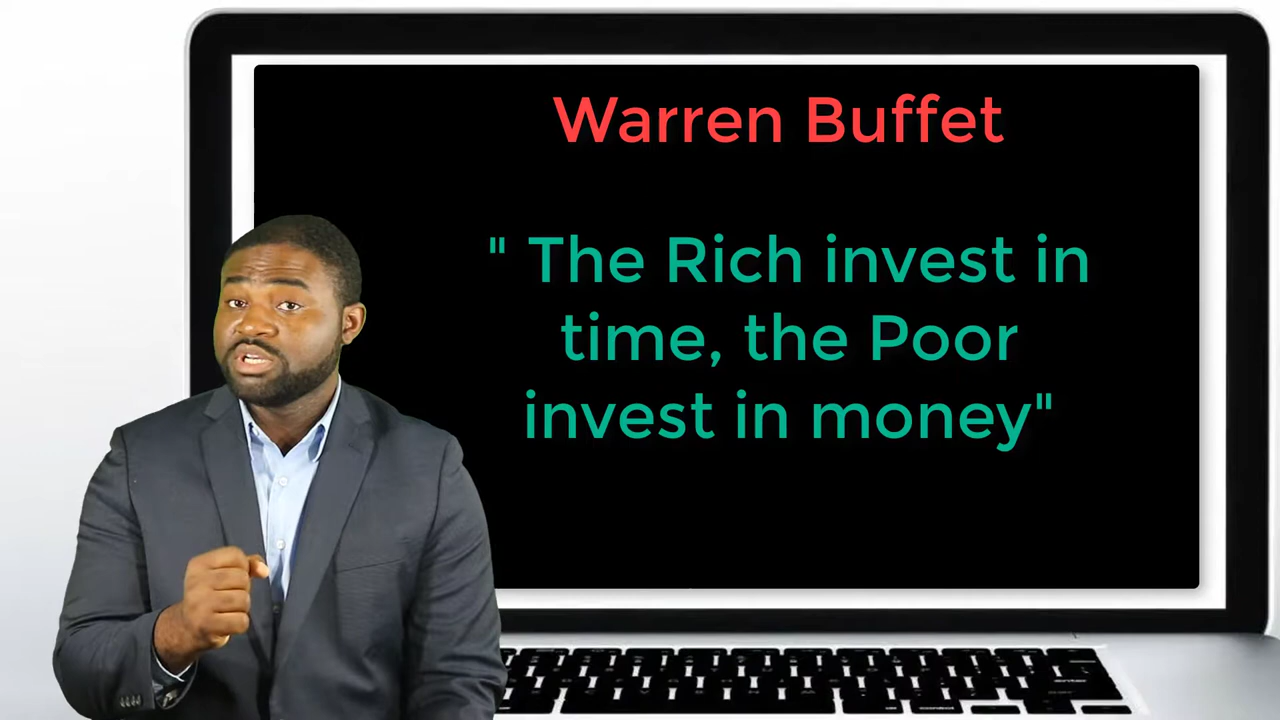 Warren Buffet
" The Rich invest in
time, the Poor
invest in money"